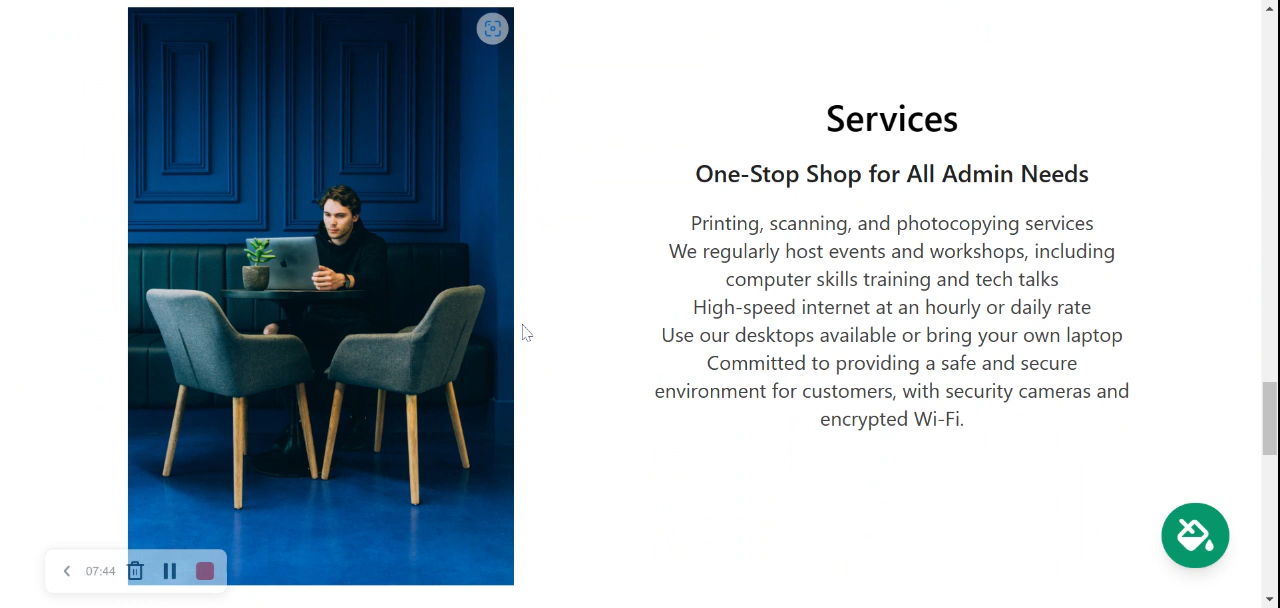 Services
One-Stop Shop for All Admin Needs
Printing, scanning, and photocopying services
We regularly host events and workshops, including
computer skills training and tech talks
High-speed internet at an hourly or daily rate
Use our desktops available or bring your own laptop
Committed to providing a safe and secure
environment for customers, with security cameras and
encrypted Wi-Fi.
07:44